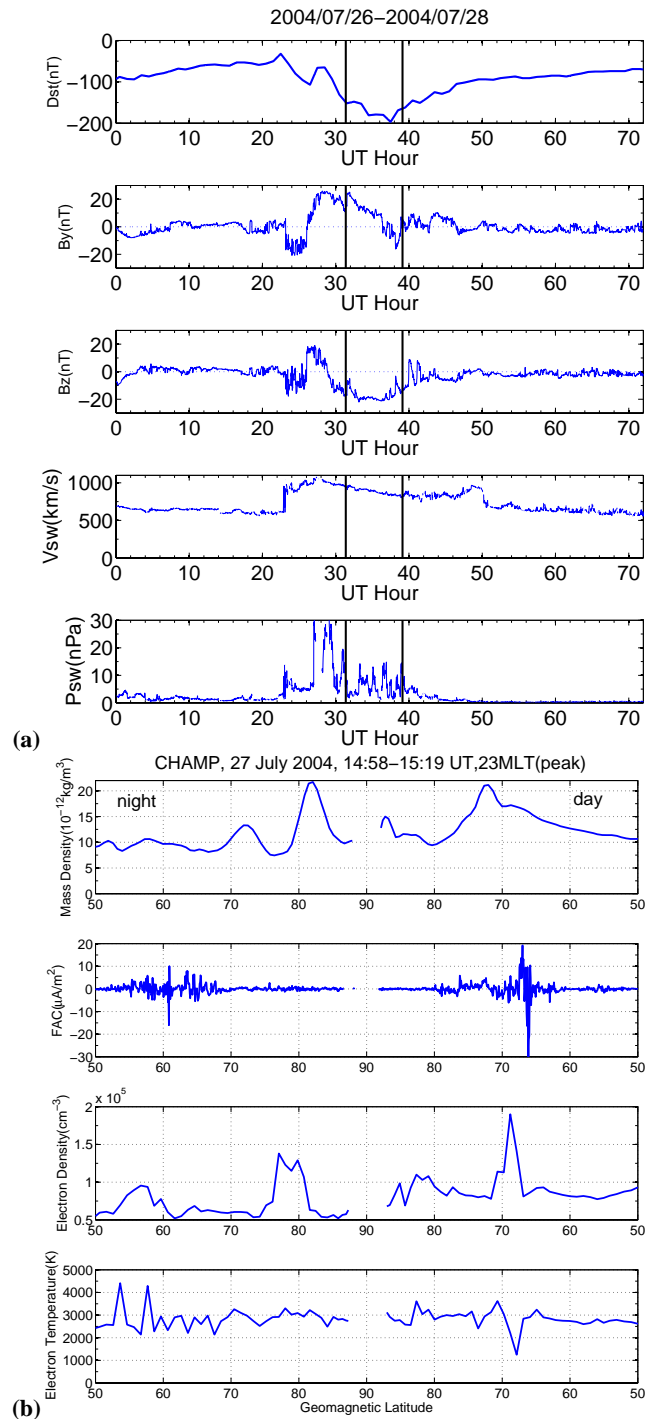 2004/07/26−2004/07/28
Dst(nT)
0
−100
−200
0 10 20 30 40 50 60 70
UT Hour
By(nT)
20
0
−20
0 10 20 30 40 50 60 70
UT Hour
Bz(nT)
20
0
−20
0 10 20 30 40 50 60 70
UT Hour
Vsw(km/s)
1000
500
0
0 10 20 30 40 50 60 70
UT Hour
Psw(nPa)
30
20
10
0
0 10 20 30 40 50 60 70
UT Hour
(a)
CHAMP, 27 July 2004, 14:58−15:19 UT,23MLT(peak)
Mass Density(10⁻¹²kg/m³)
20
15
10
5
0
night
day
50 60 70 80 90 80 70 60 50
FAC(μA/m²)
20
10
0
−10
−20
−30
50 60 70 80 90 80 70 60 50
Electron Density(cm⁻³)
x 10⁵
2
1.5
1
0.5
50 60 70 80 90 80 70 60 50
Electron Temperature(K)
5000
4000
3000
2000
1000
0
50 60 70 80 90 80 70 60 50
Geomagnetic Latitude
(b)